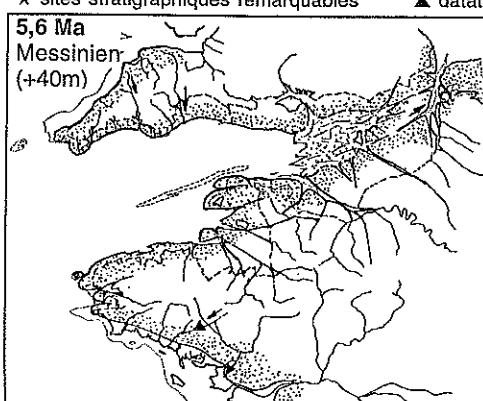 sites stratigraphiques remarquables ▲ datat
5,6 Ma
Messinien
(+40m)